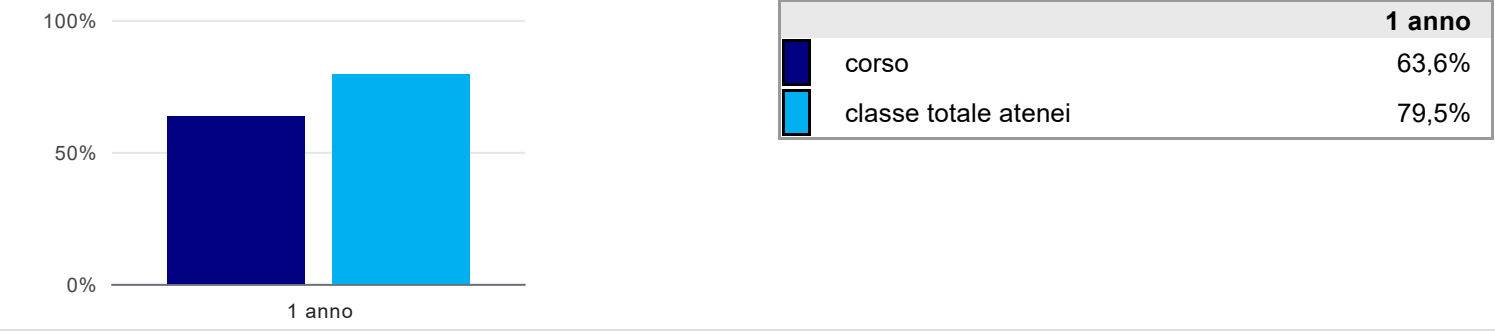 100%
50%
0%
1 anno
1 anno
corso 63,6%
classe totale atenei 79,5%